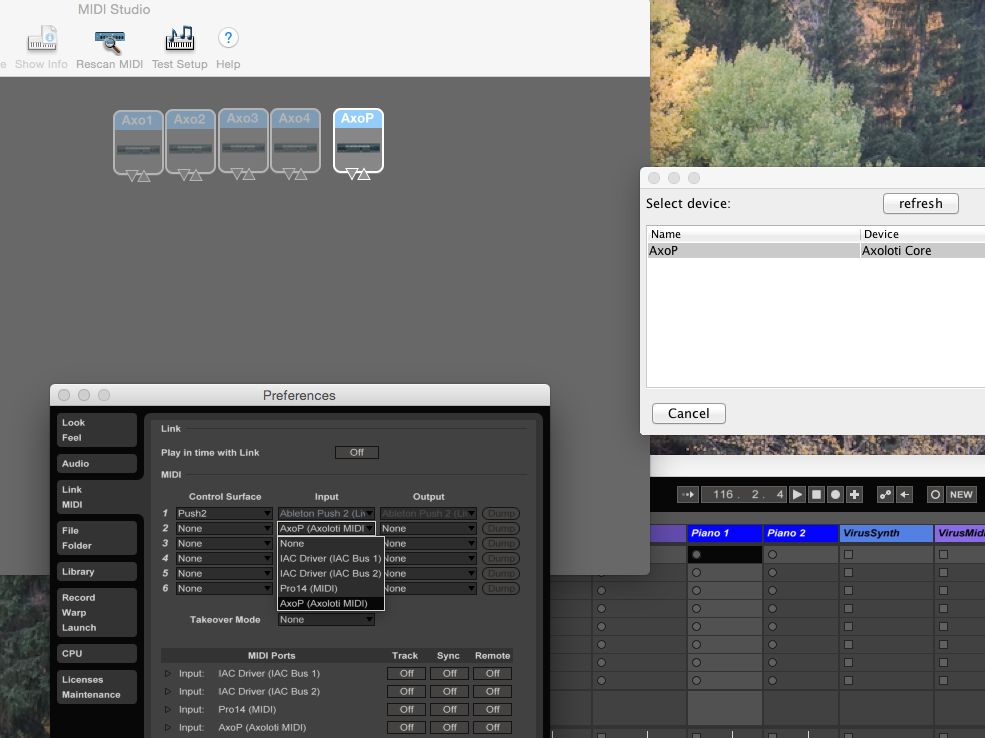 MIDI Studio
e Show Info Rescan MIDI Test Setup Help
Axo1 Axo2 Axo3 Axo4 AxoP
Select device: refresh
Name Device
AxoP Axoloti Core
Cancel
Preferences
Look
Feel
Audio
Link
MIDI
File
Folder
Library
Record
Warp
Launch
CPU
Licenses
Maintenance
Link
Play in time with Link Off
MIDI
Control Surface Input Output
1 Push2 Ableton Push 2 (Liv Ableton Push 2 (Liv Dump
2 None AxoP (Axoloti MIDI None Dump
3 None None None Dump
4 None IAC Driver (IAC Bus 1) None Dump
5 None IAC Driver (IAC Bus 2) None Dump
6 None Pro14 (MIDI) None Dump
AxoP (Axoloti MIDI)
Takeover Mode None
MIDI Ports Track Sync Remote
Input: IAC Driver (IAC Bus 1) Off Off Off
Input: IAC Driver (IAC Bus 2) Off Off Off
Input: Pro14 (MIDI) Off Off Off
Input: AxoP (Axoloti MIDI) Off Off Off
116 . 2 . 4 NEW
Piano 1 Piano 2 VirusSynth VirusMidi